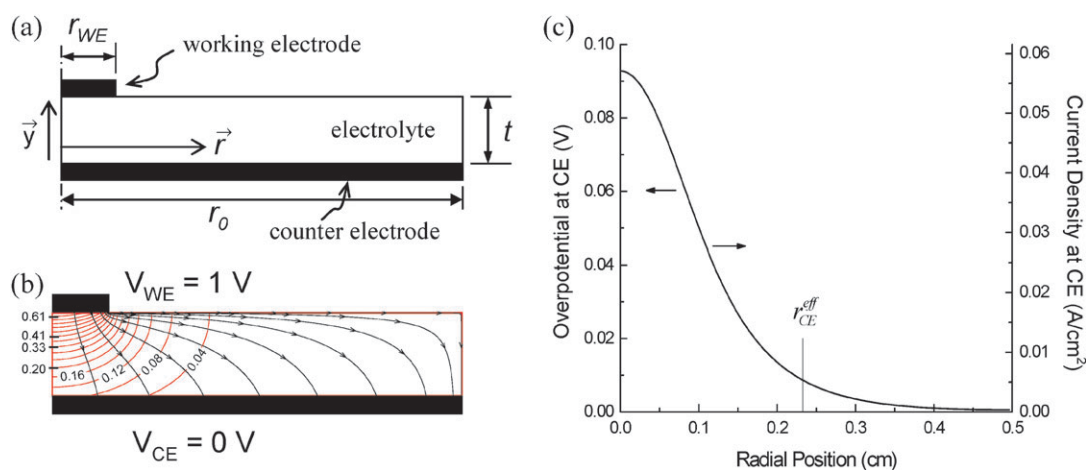 (a)
r_WE
working electrode
y
r
electrolyte
t
r_0
counter electrode
(b)
V_WE = 1 V
0.61
0.41
0.33
0.20
0.16
0.12
0.08
0.04
V_CE = 0 V
(c)
Overpotential at CE (V)
0.10
0.08
0.06
0.04
0.02
0.00
r_CE^eff
0.06
0.05
0.04
0.03
0.02
0.01
0.00
Current Density at CE (A/cm²)
0.0 0.1 0.2 0.3 0.4 0.5
Radial Position (cm)